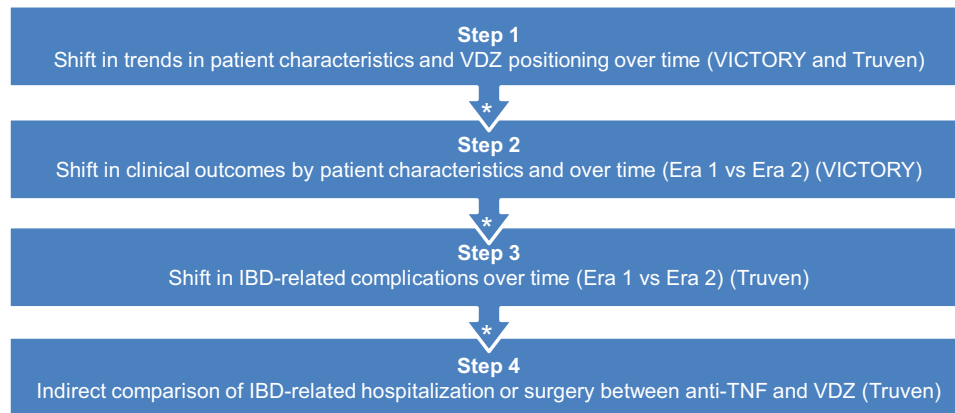 Step 1
Shift in trends in patient characteristics and VDZ positioning over time (VICTORY and Truven)
*
Step 2
Shift in clinical outcomes by patient characteristics and over time (Era 1 vs Era 2) (VICTORY)
*
Step 3
Shift in IBD-related complications over time (Era 1 vs Era 2) (Truven)
*
Step 4
Indirect comparison of IBD-related hospitalization or surgery between anti-TNF and VDZ (Truven)